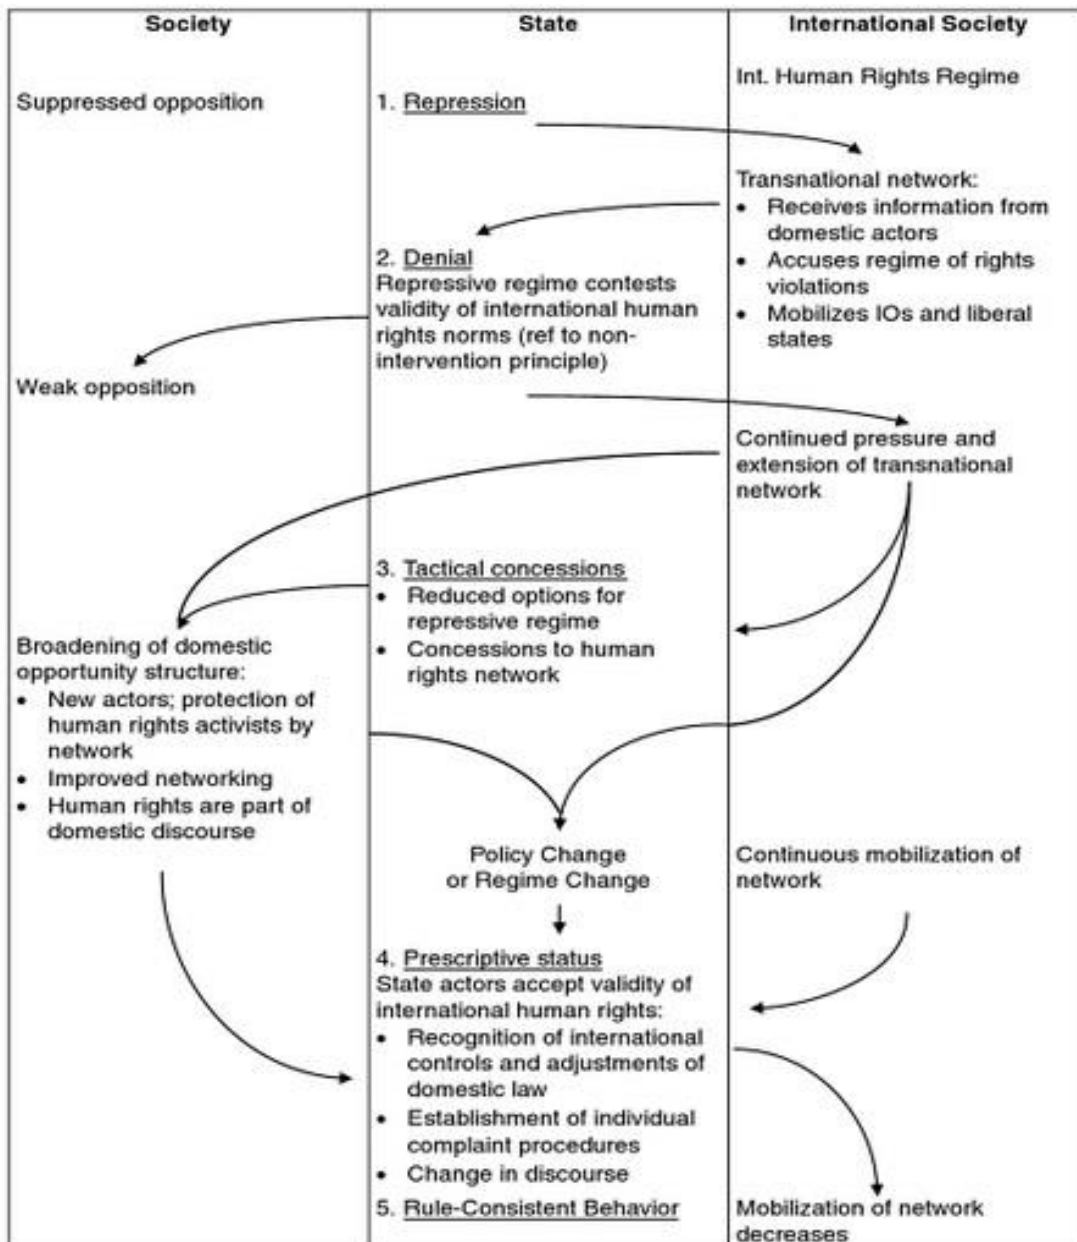 Society
State
International Society
Int. Human Rights Regime
Suppressed opposition
1. Repression
Transnational network:
• Receives information from
domestic actors
• Accuses regime of rights
violations
• Mobilizes IOs and liberal
states
2. Denial
Repressive regime contests
validity of international human
rights norms (ref to non-
intervention principle)
Weak opposition
Continued pressure and
extension of transnational
network
3. Tactical concessions
• Reduced options for
repressive regime
• Concessions to human
rights network
Broadening of domestic
opportunity structure:
• New actors; protection of
human rights activists by
network
• Improved networking
• Human rights are part of
domestic discourse
Policy Change
or Regime Change
Continuous mobilization of
network
4. Prescriptive status
State actors accept validity of
international human rights:
• Recognition of international
controls and adjustments of
domestic law
• Establishment of individual
complaint procedures
• Change in discourse
5. Rule-Consistent Behavior
Mobilization of network
decreases